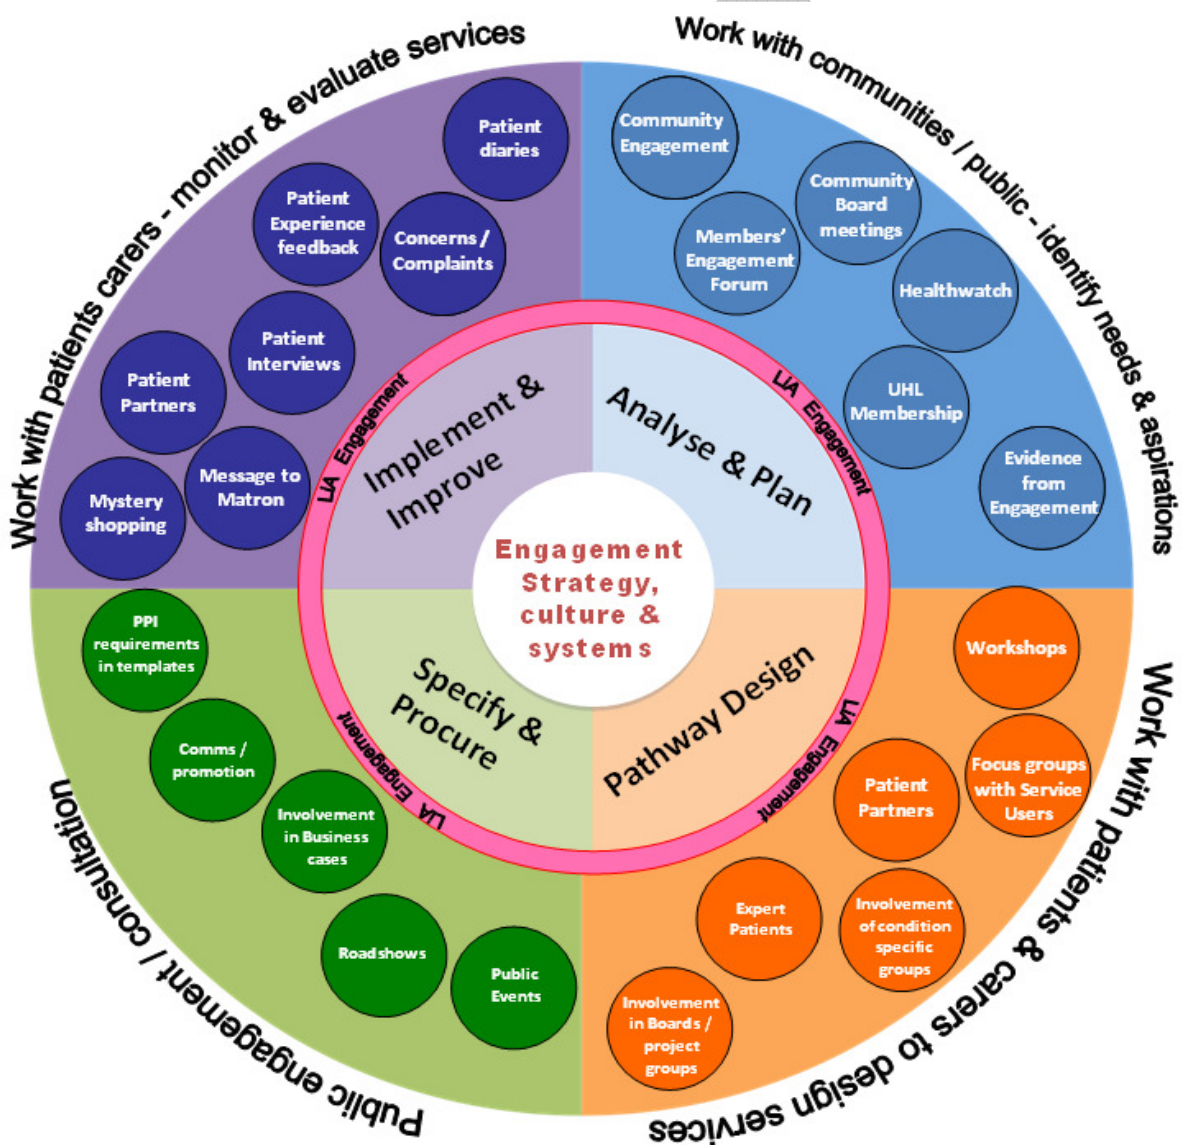 Work with patients carers - monitor & evaluate services
Work with communities / public - identify needs & aspirations
Patient
diaries
Patient
Experience
feedback
Concerns /
Complaints
Patient
Interviews
Patient
Partners
Message to
Matron
Mystery
shopping
Community
Engagement
Community
Board
meetings
Members'
Engagement
Forum
Healthwatch
UHL
Membership
Evidence
from
Engagement
LiA Engagement
LiA Engagement
Implement &
Improve
Analyse & Plan
Engagement
Strategy,
culture &
systems
Specify &
Procure
Pathway Design
LiA Engagement
LiA Engagement
PPI
requirements
in templates
Comms /
promotion
Involvement
in Business
cases
Roadshows
Public
Events
Workshops
Focus groups
with Service
Users
Patient
Partners
Expert
Patients
Involvement
of condition
specific
groups
Involvement
in Boards /
project
groups
Public engagement / consultation
Work with patients & carers to design services